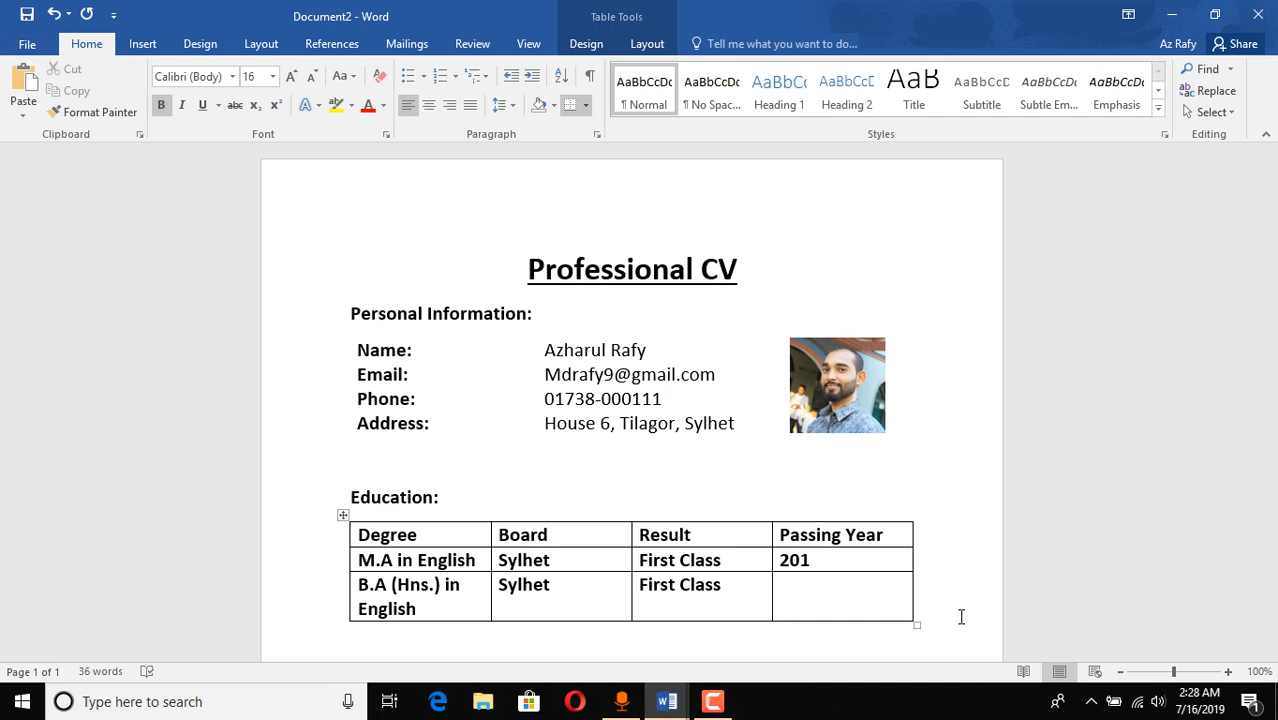 Document2 - Word
Table Tools
File
Home
Insert
Design
Layout
References
Mailings
Review
View
Design
Layout
Tell me what you want to do...
Az Rafy
Share
Paste
Cut
Copy
Format Painter
Clipboard
Calibri (Body)
16
Font
Paragraph
AaBbCcDc AaBbCcDc AaBbCc AaBbCcC AaB AaBbCcD AaBbCcDc AaBbCcDc
¶ Normal
¶ No Spac...
Heading 1
Heading 2
Title
Subtitle
Subtle Em...
Emphasis
Styles
Find
Replace
Select
Editing
Professional CV
Personal Information:
Name: Azharul Rafy
Email: Mdrafy9@gmail.com
Phone: 01738-000111
Address: House 6, Tilagor, Sylhet
Education:
Degree Board Result Passing Year
M.A in English Sylhet First Class 201
B.A (Hns.) in Sylhet First Class
English
Page 1 of 1 36 words
100%
Type here to search
2:28 AM
7/16/2019
1